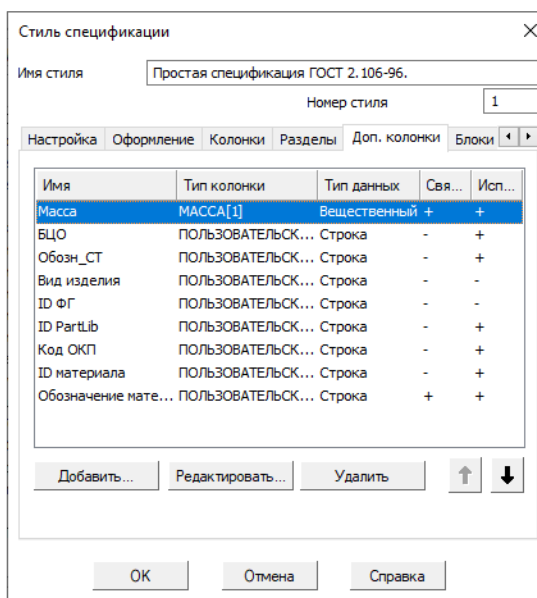 Стиль спецификации
Имя стиля Простая спецификация ГОСТ 2.106-96.
Номер стиля 1
Настройка Оформление Колонки Разделы Доп. колонки Блоки
Имя Тип колонки Тип данных Свя... Исп...
Масса МАССА[1] Вещественный + +
БЦО ПОЛЬЗОВАТЕЛЬСК... Строка - +
Обозн_СТ ПОЛЬЗОВАТЕЛЬСК... Строка - +
Вид изделия ПОЛЬЗОВАТЕЛЬСК... Строка - -
ID ФГ ПОЛЬЗОВАТЕЛЬСК... Строка - -
ID PartLib ПОЛЬЗОВАТЕЛЬСК... Строка - +
Код ОКП ПОЛЬЗОВАТЕЛЬСК... Строка - +
ID материала ПОЛЬЗОВАТЕЛЬСК... Строка - +
Обозначение мате... ПОЛЬЗОВАТЕЛЬСК... Строка + +
Добавить... Редактировать... Удалить
OK Отмена Справка